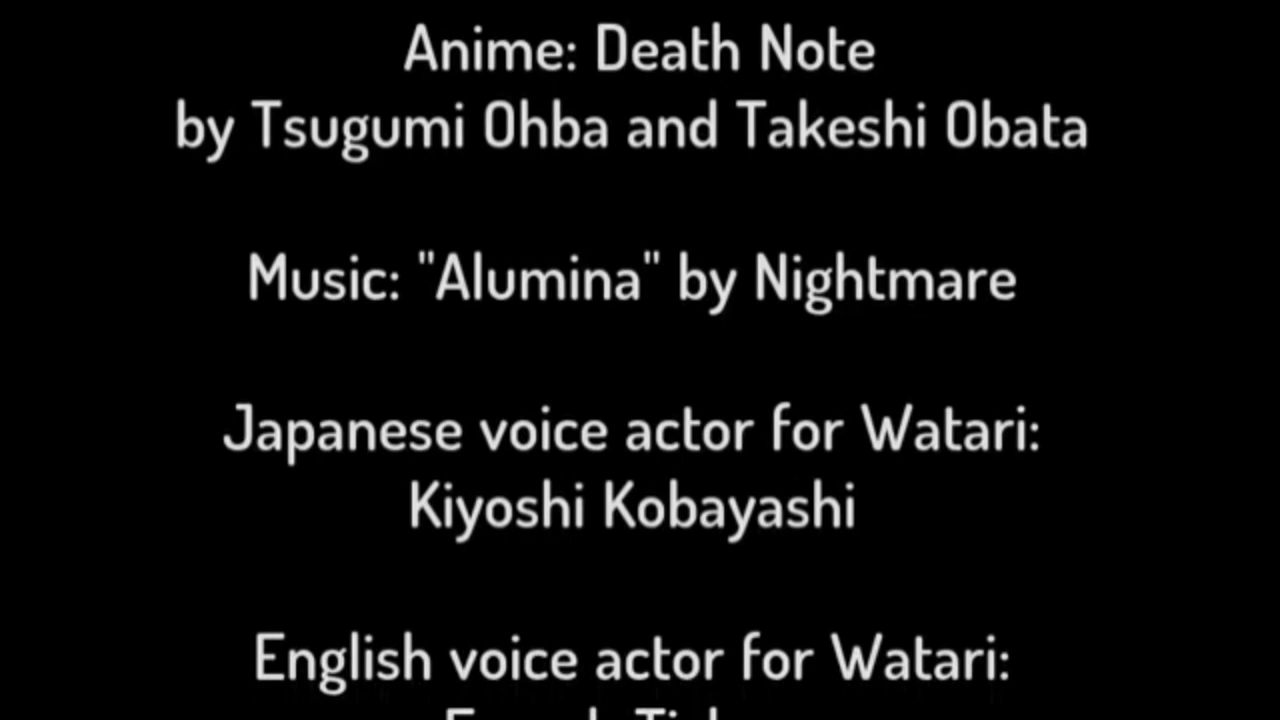 Anime: Death Note
by Tsugumi Ohba and Takeshi Obata
Music: "Alumina" by Nightmare
Japanese voice actor for Watari:
Kiyoshi Kobayashi
English voice actor for Watari: